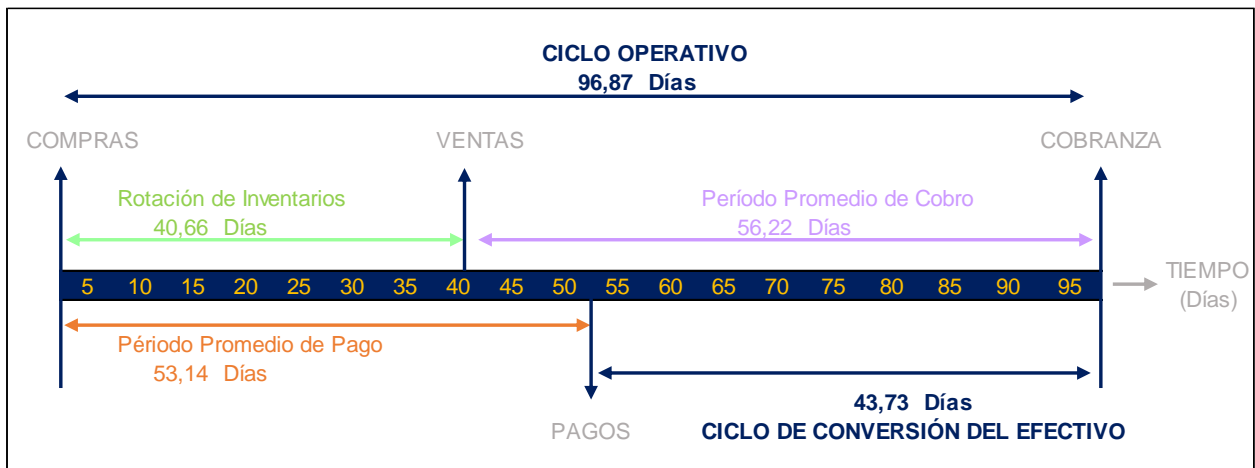 CICLO OPERATIVO
96,87 Días
COMPRAS
VENTAS
COBRANZA
Rotación de Inventarios
40,66 Días
Período Promedio de Cobro
56,22 Días
5 10 15 20 25 30 35 40 45 50 55 60 65 70 75 80 85 90 95
TIEMPO
(Días)
Périodo Promedio de Pago
53,14 Días
PAGOS
43,73 Días
CICLO DE CONVERSIÓN DEL EFECTIVO